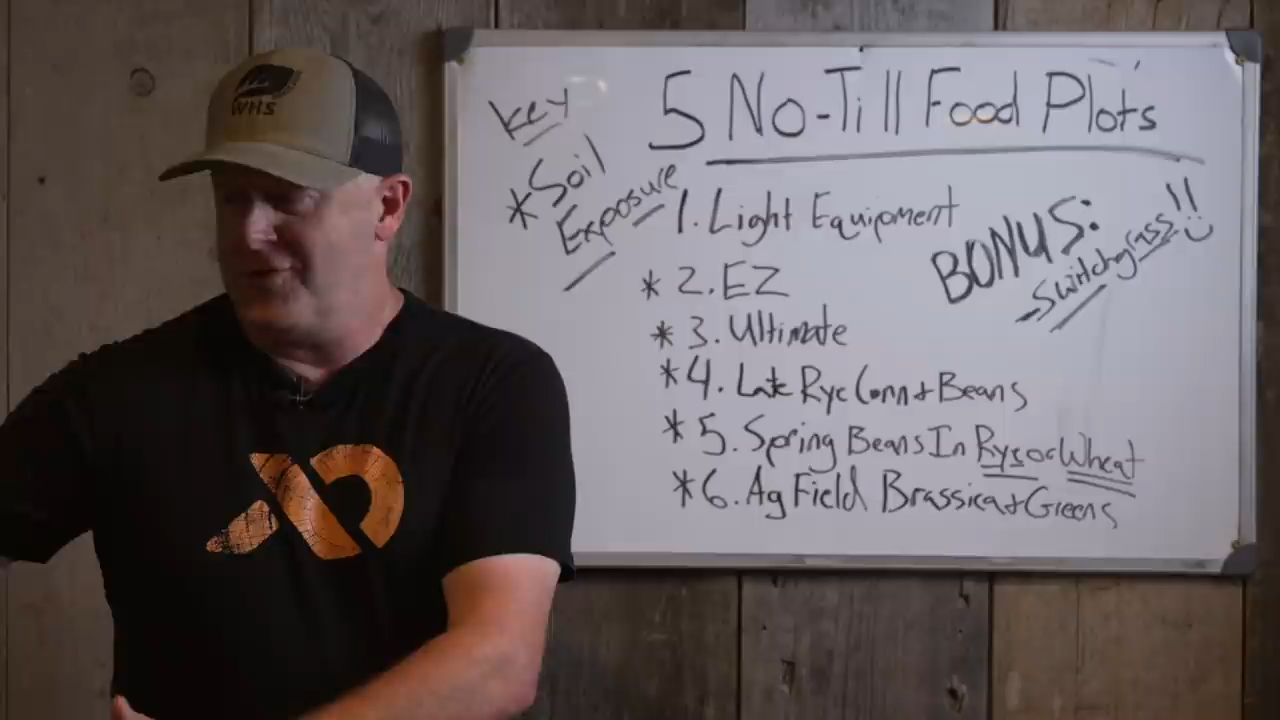 WHS
Key
* Soil
Exposure
5 No-Till Food Plots
1. Light Equipment
* 2. EZ
* 3. Ultimate
* 4. Late Rye Corn + Beans
* 5. Spring Beans In Rye or Wheat
* 6. Ag Field Brassica + Greens
BONUS:
- Switchgrass!!